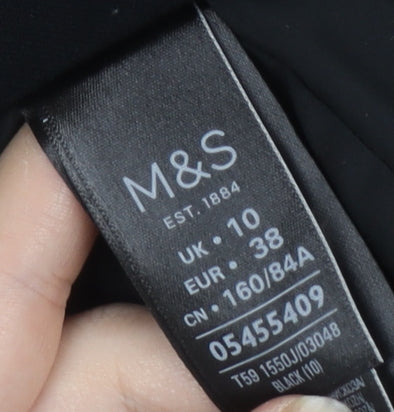 M&S
EST. 1884
UK • 10
EUR • 38
CN • 160/84A
05455409
T59 1550J/03048
BLACK (10)